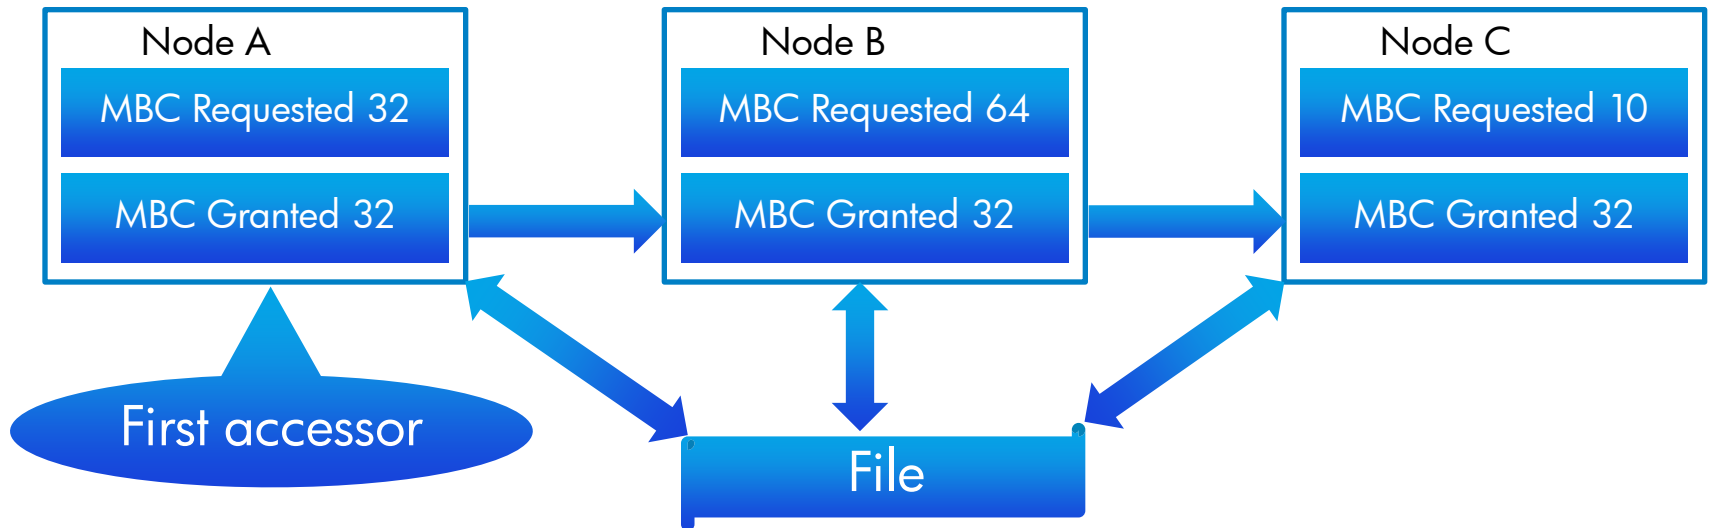 Node A
MBC Requested 32
MBC Granted 32
Node B
MBC Requested 64
MBC Granted 32
Node C
MBC Requested 10
MBC Granted 32
First accessor
File